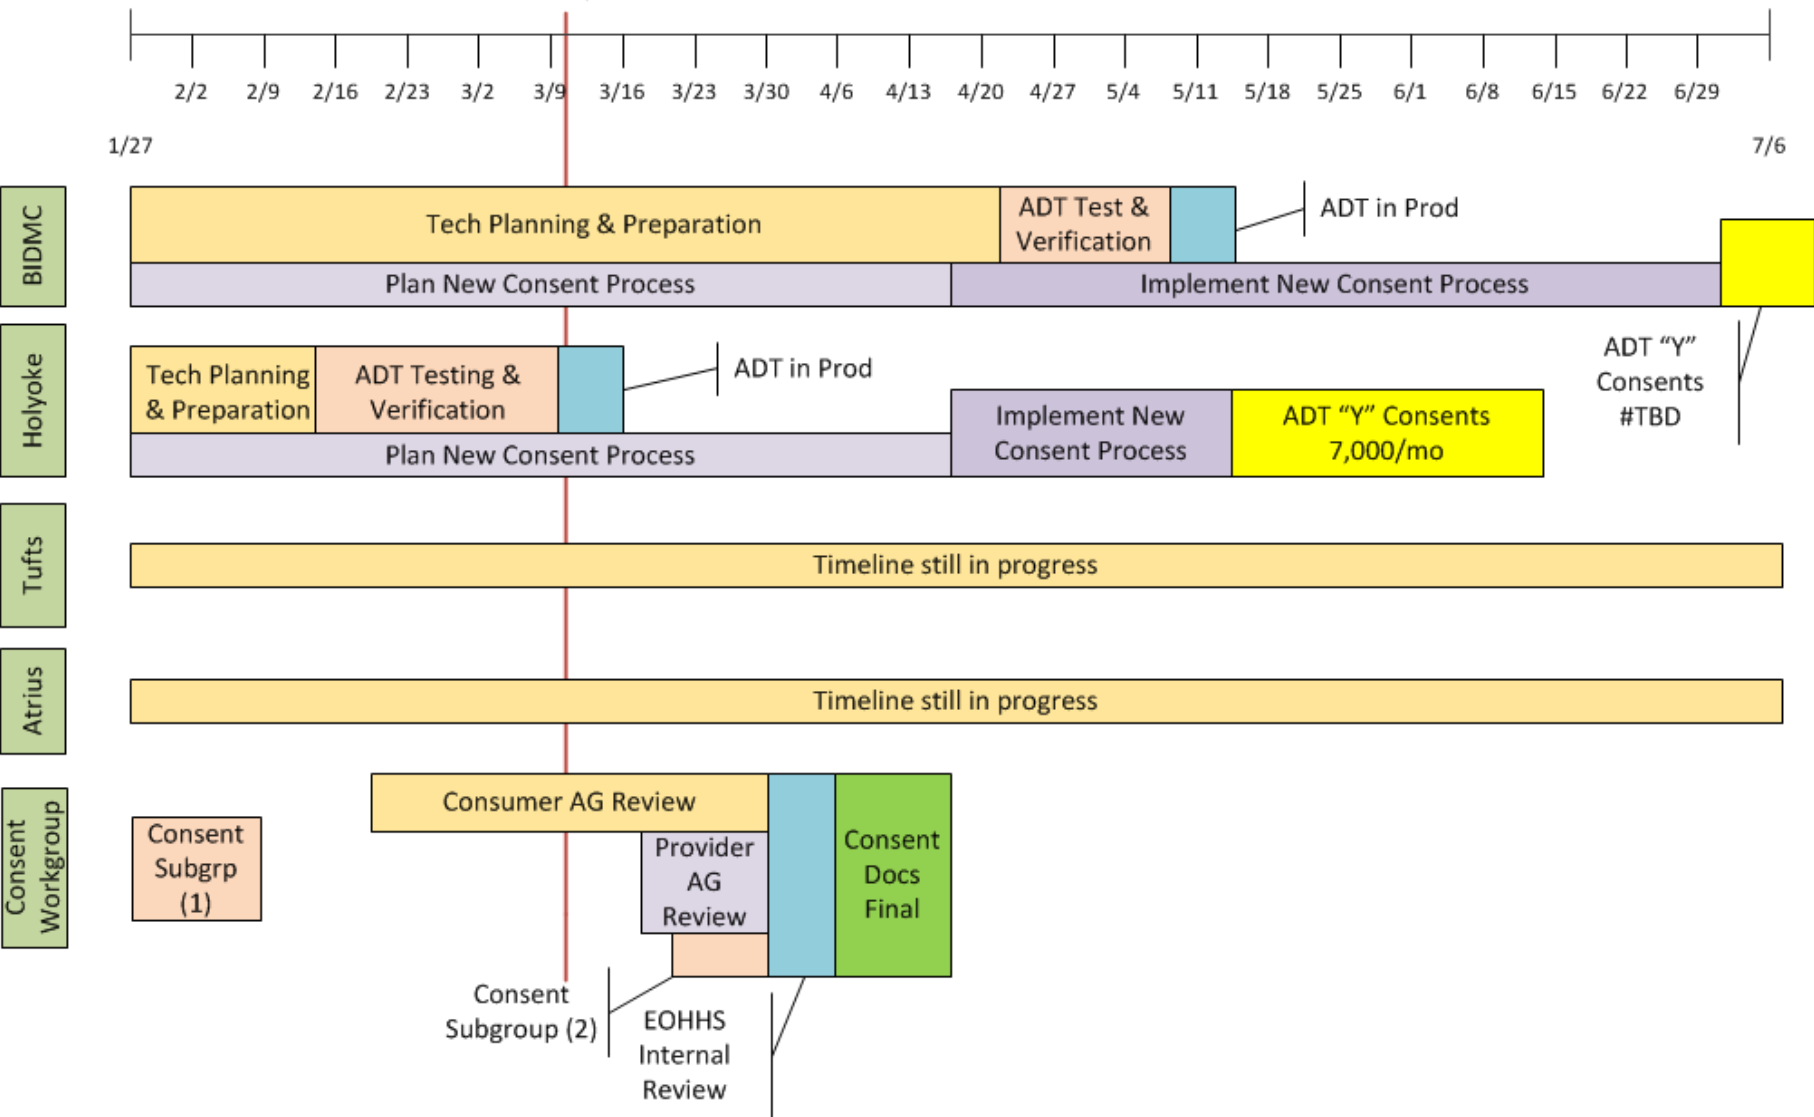 2/2 2/9 2/16 2/23 3/2 3/9 3/16 3/23 3/30 4/6 4/13 4/20 4/27 5/4 5/11 5/18 5/25 6/1 6/8 6/15 6/22 6/29
1/27 7/6
BIDMC
Tech Planning & Preparation
ADT Test &
Verification
ADT in Prod
Plan New Consent Process
Implement New Consent Process
ADT “Y”
Consents
#TBD
Holyoke
Tech Planning
& Preparation
ADT Testing &
Verification
ADT in Prod
Plan New Consent Process
Implement New
Consent Process
ADT “Y” Consents
7,000/mo
Tufts
Timeline still in progress
Atrius
Timeline still in progress
Consent
Workgroup
Consent
Subgrp
(1)
Consumer AG Review
Provider
AG
Review
Consent
Docs
Final
Consent
Subgroup (2)
EOHHS
Internal
Review